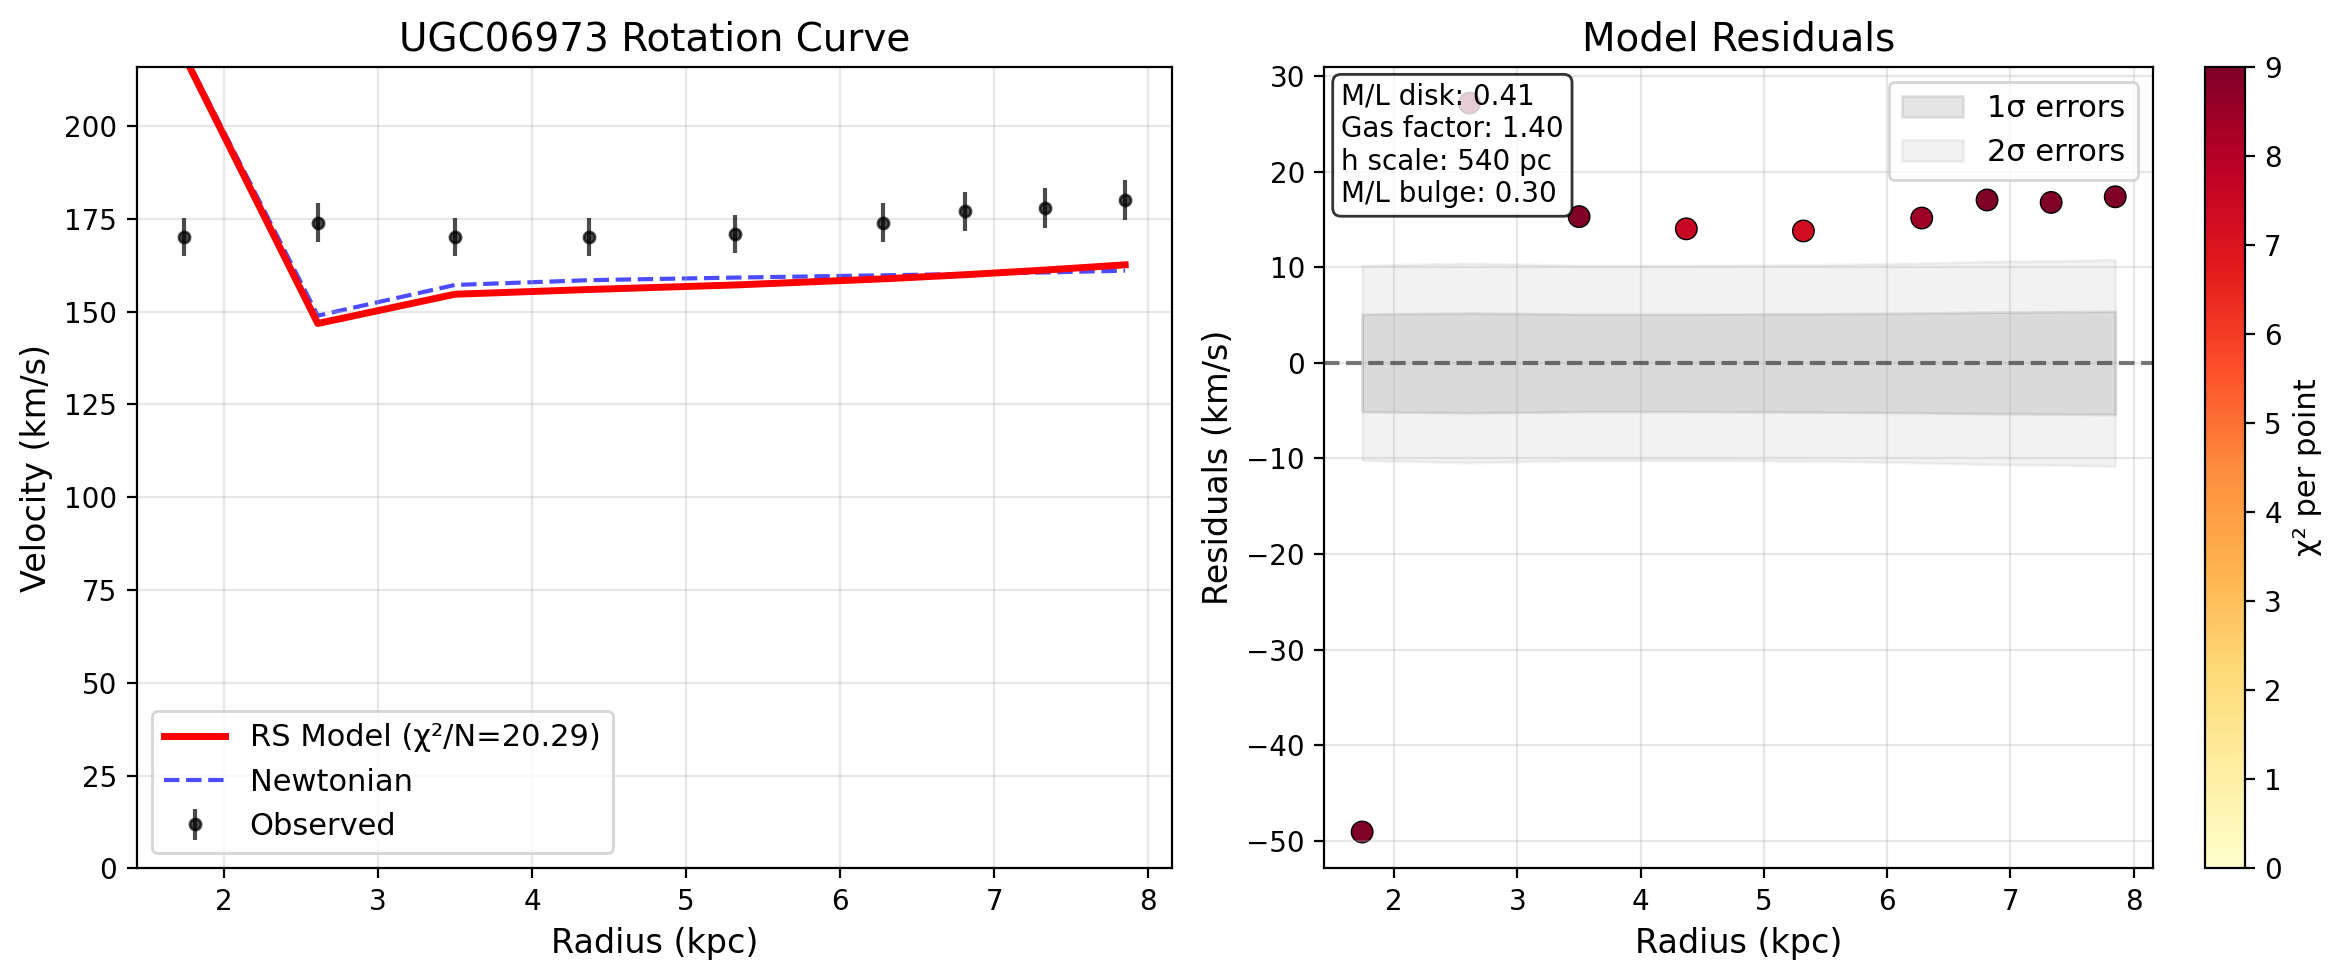 UGC06973 Rotation Curve
Velocity (km/s)
200
175
150
125
100
75
50
25
0
RS Model (χ²/N=20.29)
Newtonian
Observed
2
3
4
5
6
7
8
Radius (kpc)
Model Residuals
Residuals (km/s)
30
20
10
0
−10
−20
−30
−40
−50
M/L disk: 0.41
Gas factor: 1.40
h scale: 540 pc
M/L bulge: 0.30
1σ errors
2σ errors
2
3
4
5
6
7
8
Radius (kpc)
9
8
7
6
5
4
3
2
1
0
χ² per point